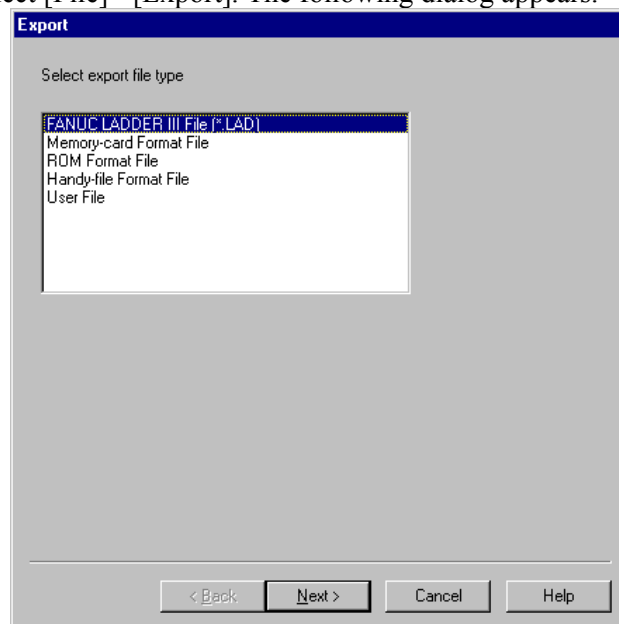 ct [File] - [Export]. The following dialog appears.
Export
Select export file type
FANUC LADDER III File (*.LAD)
Memory-card Format File
ROM Format File
Handy-file Format File
User File
< Back Next > Cancel Help